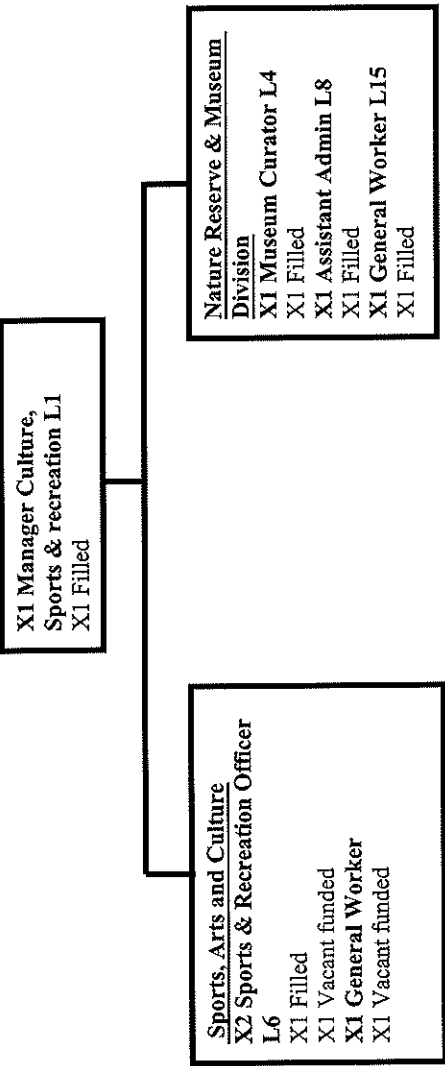 X1 Manager Culture,
Sports & recreation L1
X1 Filled
Sports, Arts and Culture
X2 Sports & Recreation Officer
L6
X1 Filled
X1 Vacant funded
X1 General Worker
X1 Vacant funded
Nature Reserve & Museum
Division
X1 Museum Curator L4
X1 Filled
X1 Assistant Admin L8
X1 Filled
X1 General Worker L15
X1 Filled